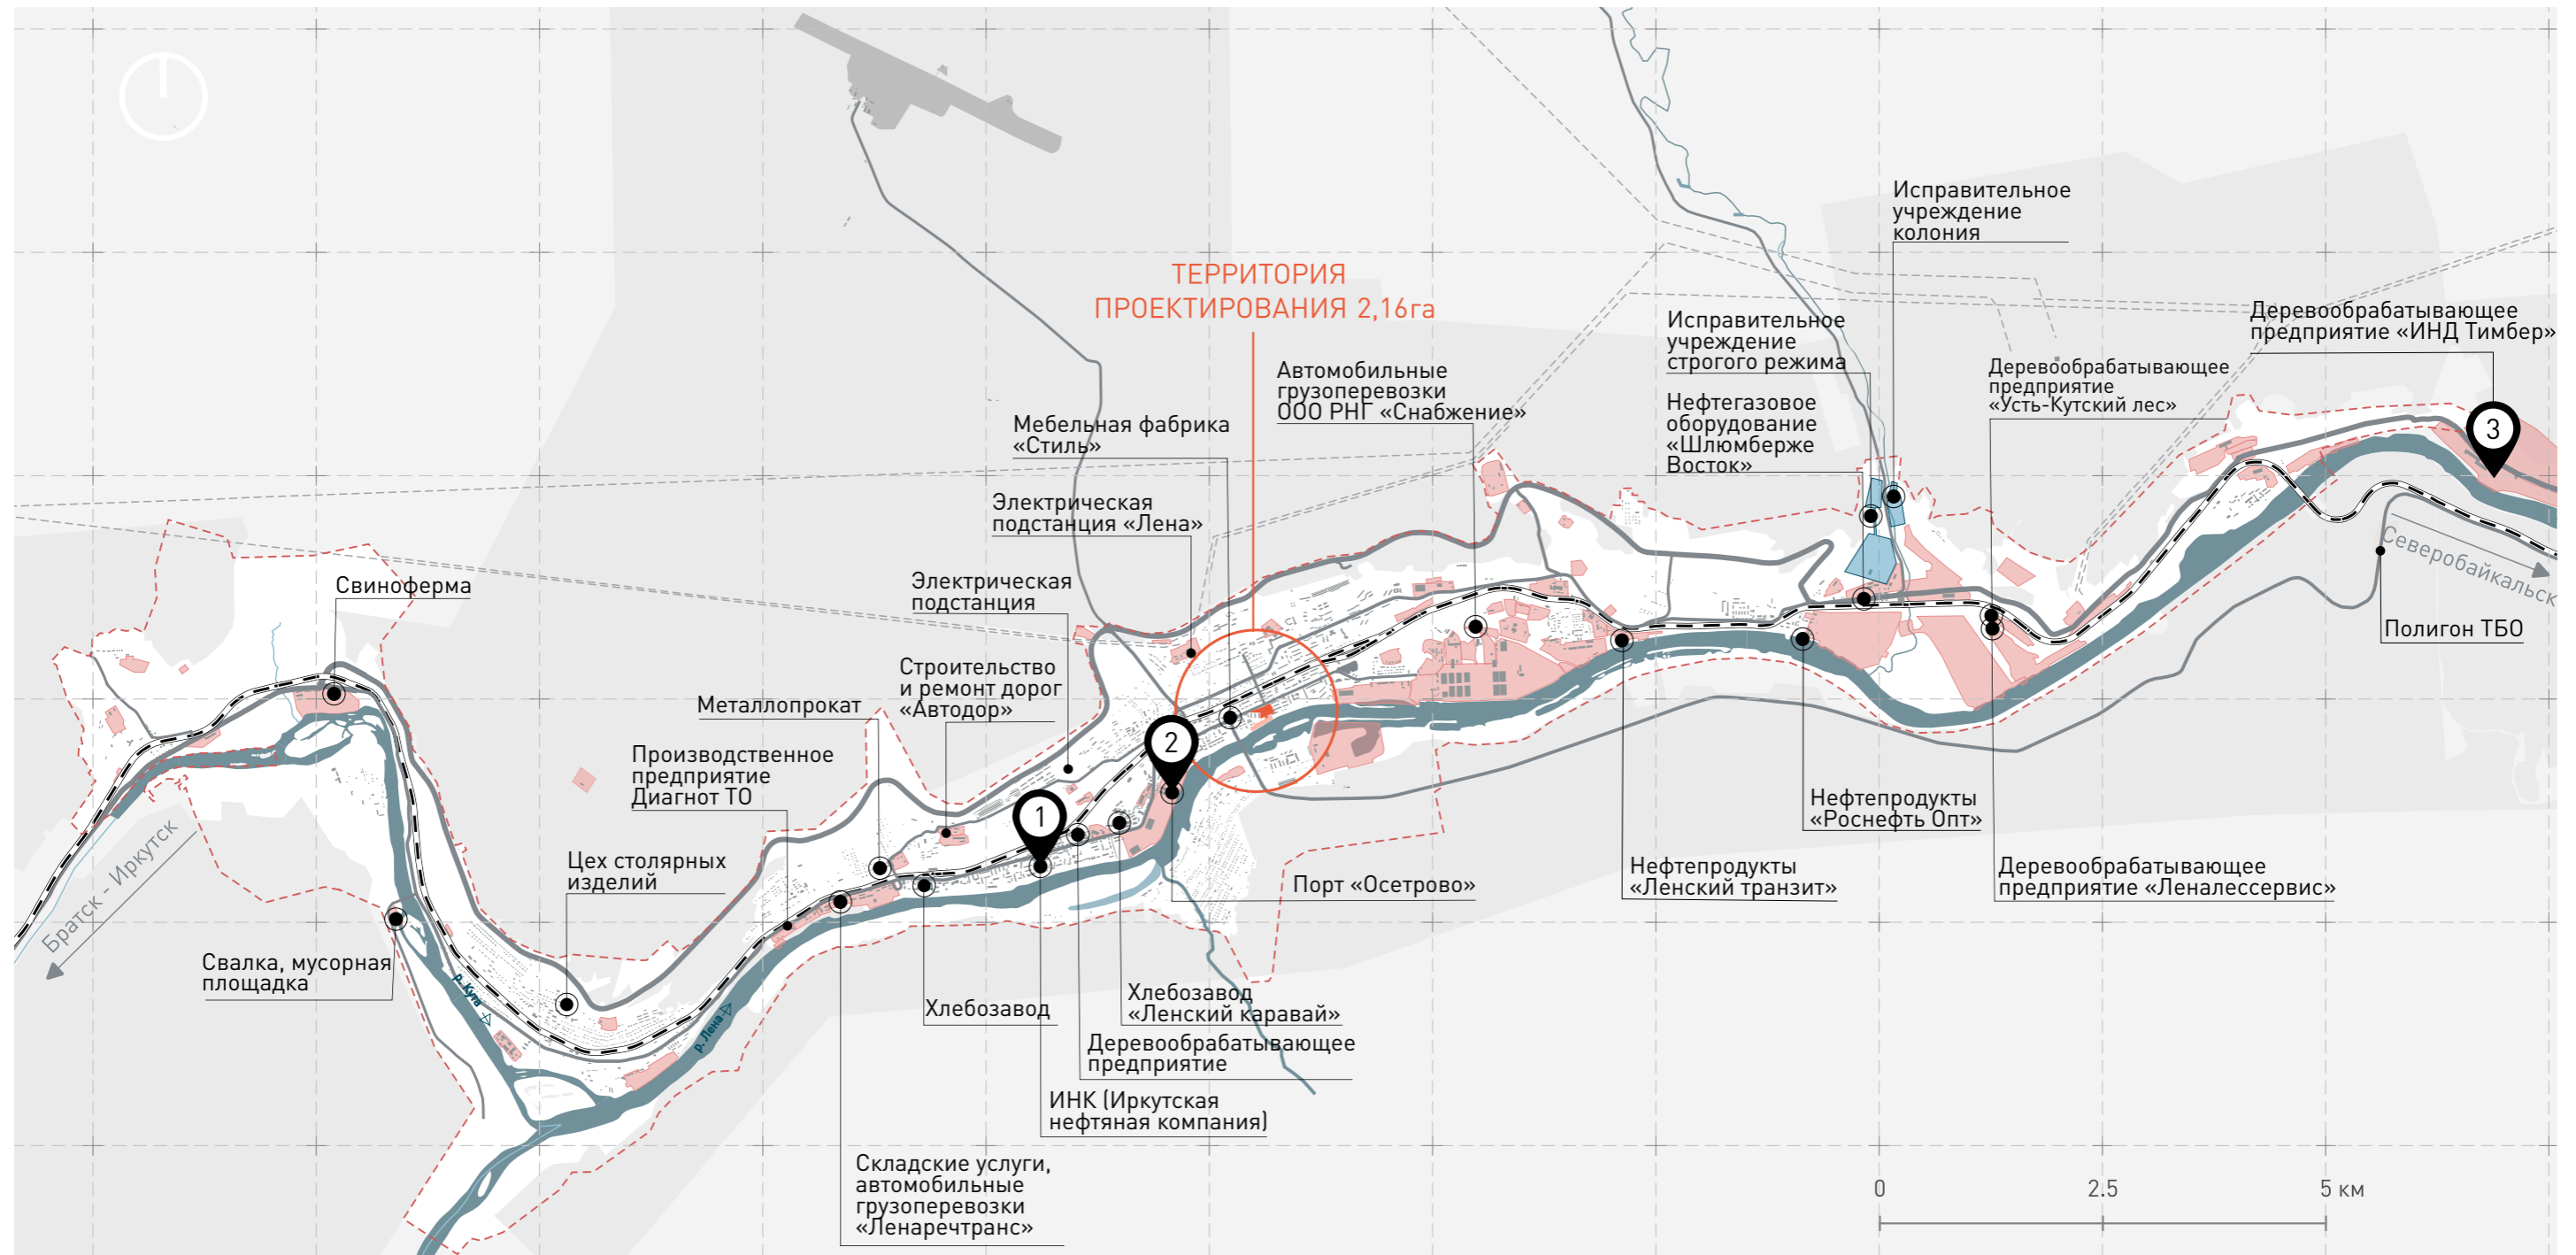 ТЕРРИТОРИЯ
ПРОЕКТИРОВАНИЯ 2,16га
Исправительное
учреждение
колония
Исправительное
учреждение
строгого режима
Деревообрабатывающее
предприятие «ИНД Тимбер»
Деревообрабатывающее
предприятие
«Усть-Кутский лес»
Автомобильные
грузоперевозки
ООО РНГ «Снабжение»
Нефтегазовое
оборудование
«Шлюмберже
Восток»
Мебельная фабрика
«Стиль»
3
Электрическая
подстанция «Лена»
Северобайкальск
Электрическая
подстанция
Свиноферма
Полигон ТБО
Строительство
и ремонт дорог
«Автодор»
Металлопрокат
2
Производственное
предприятие
Диагнот ТО
1
Нефтепродукты
«Роснефть Опт»
Братск - Иркутск
Цех столярных
изделий
Порт «Осетрово»
Нефтепродукты
«Ленский транзит»
Деревообрабатывающее
предприятие «Леналессервис»
Свалка, мусорная
площадка
р. Кута
р. Лена
Хлебозавод
Хлебозавод
«Ленский каравай»
Деревообрабатывающее
предприятие
ИНК (Иркутская
нефтяная компания)
Складские услуги,
автомобильные
грузоперевозки
«Ленаречтранс»
0 2.5 5 км